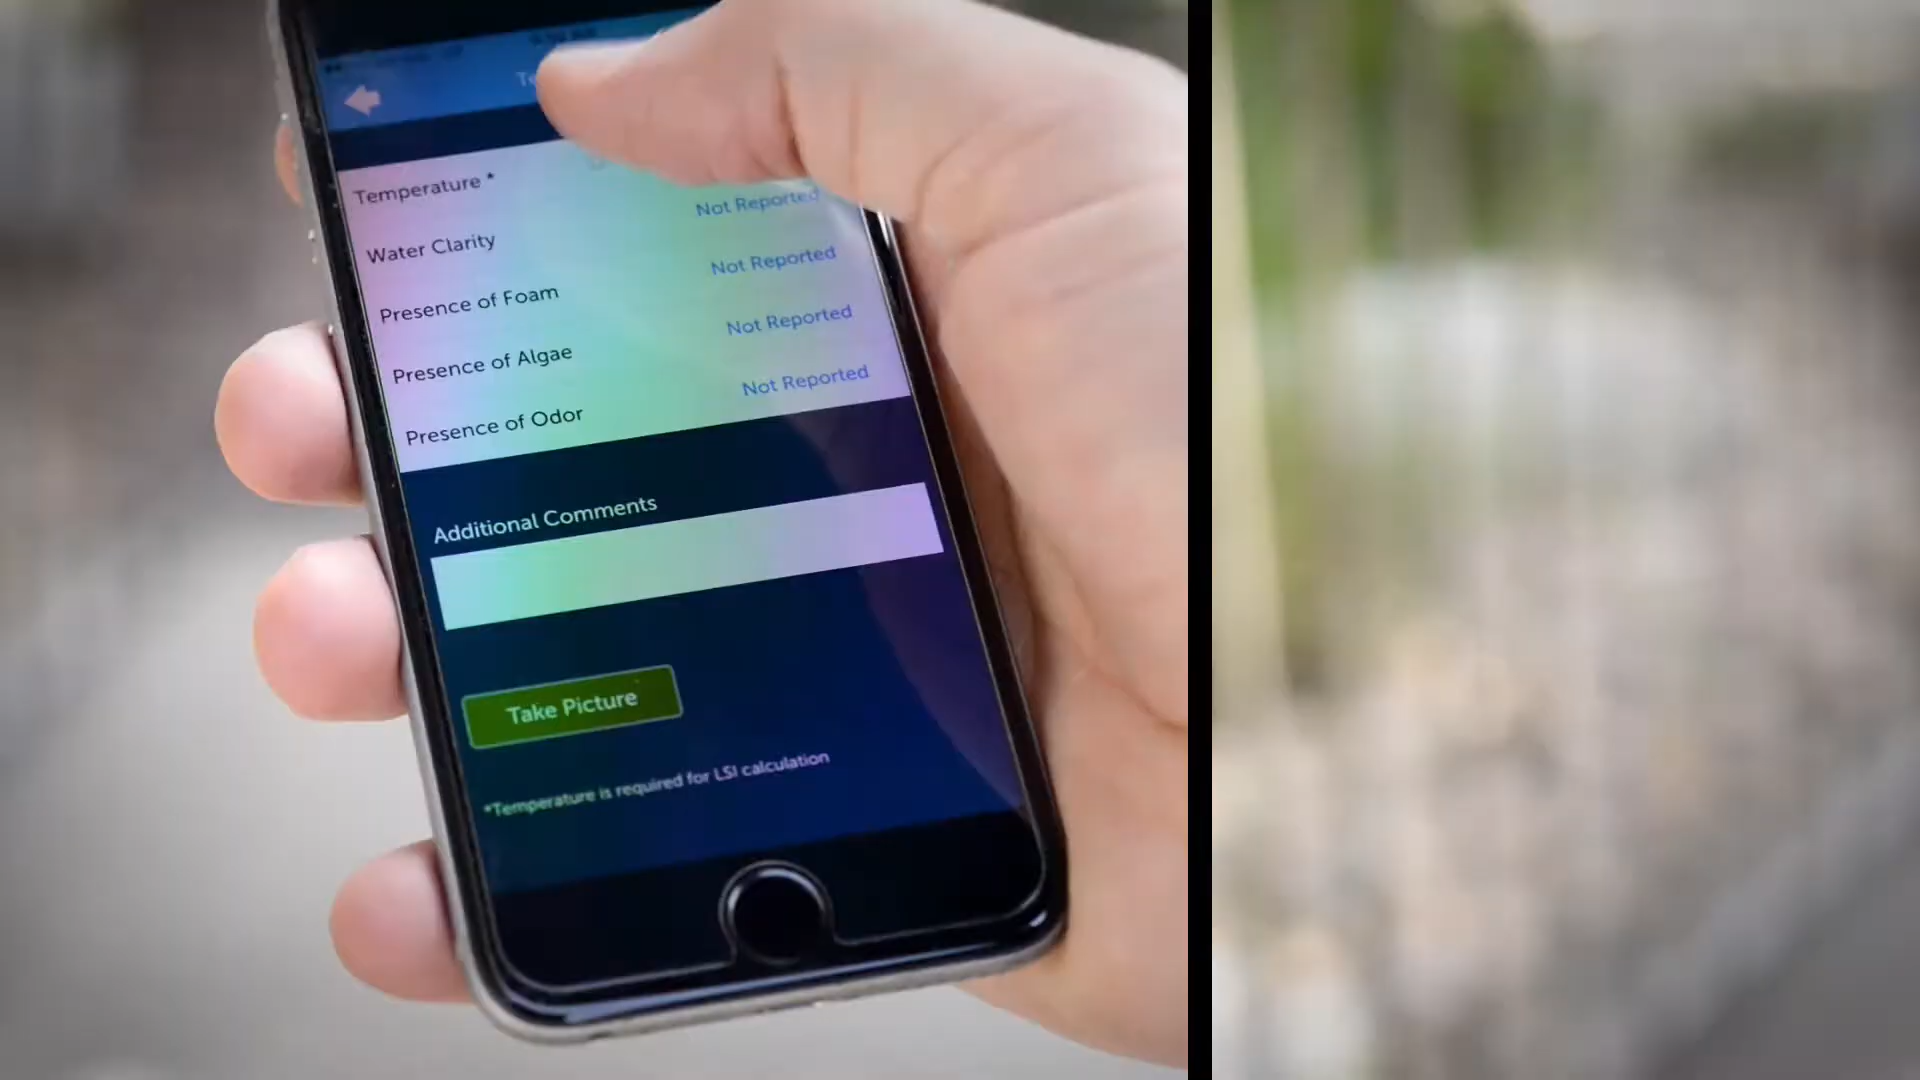 Temperature *
Water Clarity Not Reported
Presence of Foam Not Reported
Presence of Algae Not Reported
Presence of Odor Not Reported
Additional Comments
Take Picture
*Temperature is required for LSI calculation